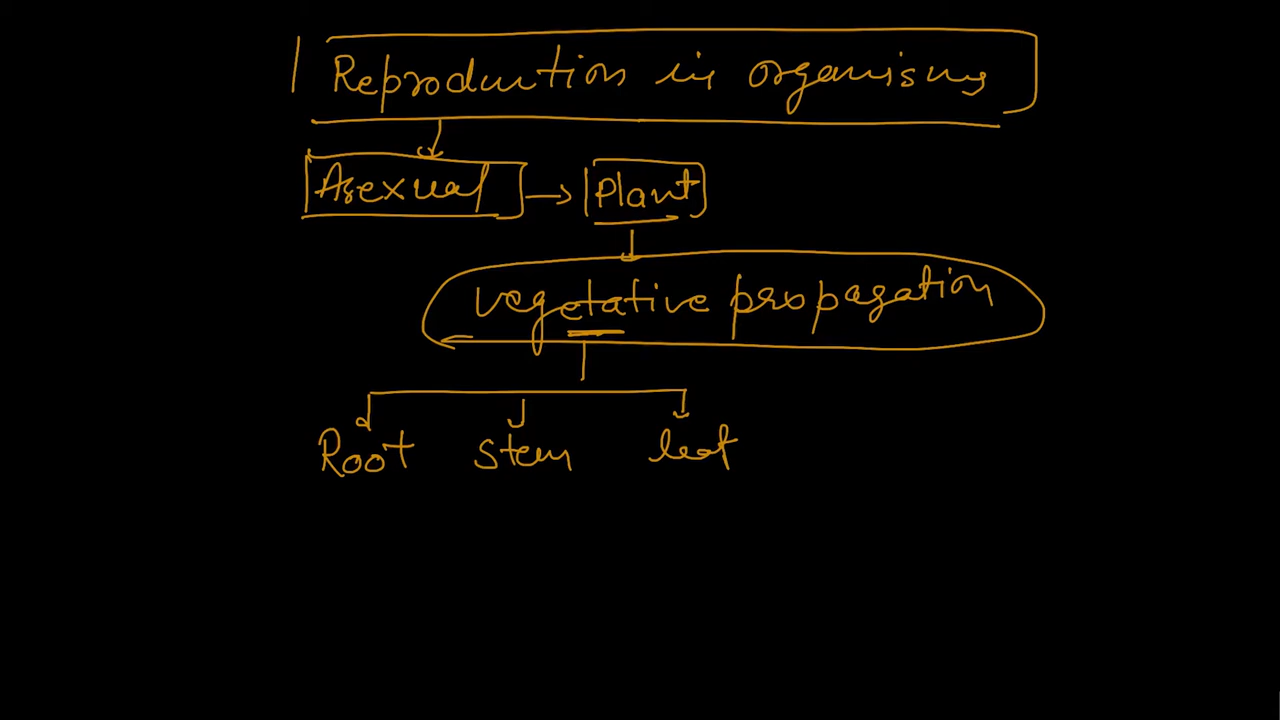 Reproduction in organisms
Asexual Plant
vegetative propagation
Root stem leaf